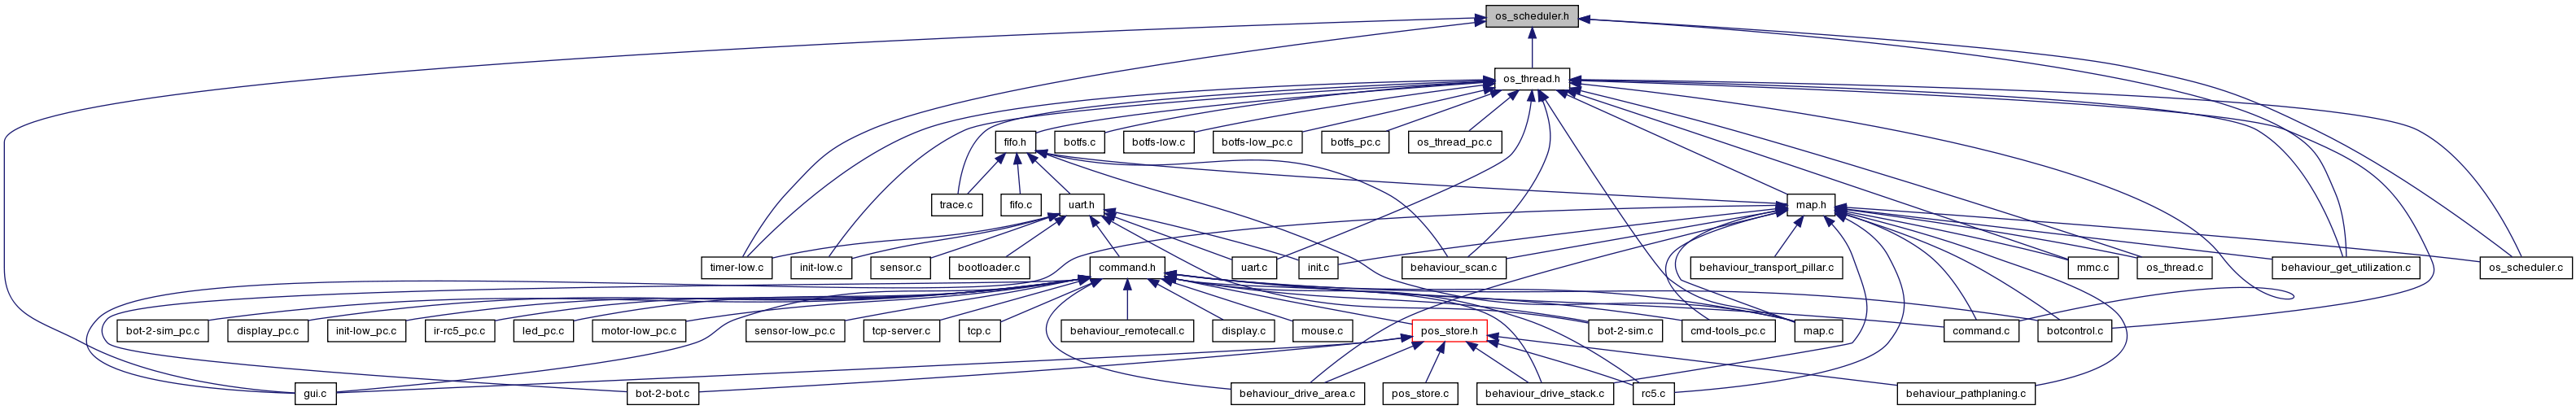 os_scheduler.h
os_thread.h
fifo.h
botfs.c
botfs-low.c
botfs-low_pc.c
botfs_pc.c
os_thread_pc.c
trace.c
fifo.c
uart.h
map.h
timer-low.c
init-low.c
sensor.c
bootloader.c
command.h
uart.c
init.c
behaviour_scan.c
behaviour_transport_pillar.c
mmc.c
os_thread.c
behaviour_get_utilization.c
os_scheduler.c
bot-2-sim_pc.c
display_pc.c
init-low_pc.c
ir-rc5_pc.c
led_pc.c
motor-low_pc.c
sensor-low_pc.c
tcp-server.c
tcp.c
behaviour_remotecall.c
display.c
mouse.c
pos_store.h
bot-2-sim.c
cmd-tools_pc.c
map.c
command.c
botcontrol.c
gui.c
bot-2-bot.c
behaviour_drive_area.c
pos_store.c
behaviour_drive_stack.c
rc5.c
behaviour_pathplaning.c